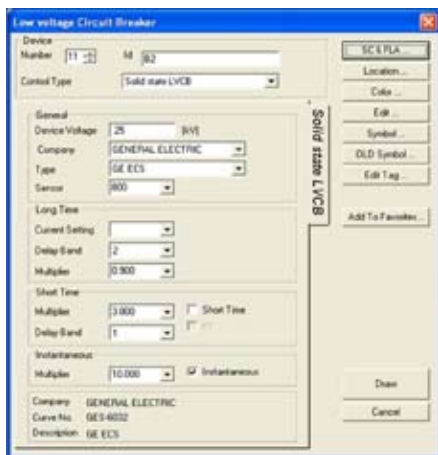 Low voltage Circuit Breaker
Device
Number 11 Id B2
Control Type Solid state LVCB
General
Device Voltage .25 [kV]
Company GENERAL ELECTRIC
Type GE ECS
Sensor 800
Long Time
Current Setting
Delay Band 2
Multiplier 0.900
Short Time
Multiplier 3.000 Short Time
Delay Band 1
Instantaneous
Multiplier 10.000 Instantaneous
Company GENERAL ELECTRIC
Curve No. GES-6032
Description GE ECS
Solid state LVCB
SC & FLA ...
Location ...
Color ...
Edit ...
Symbol ...
OLD Symbol ...
Edit Tag ...
Add To Favorites ...
Draw
Cancel